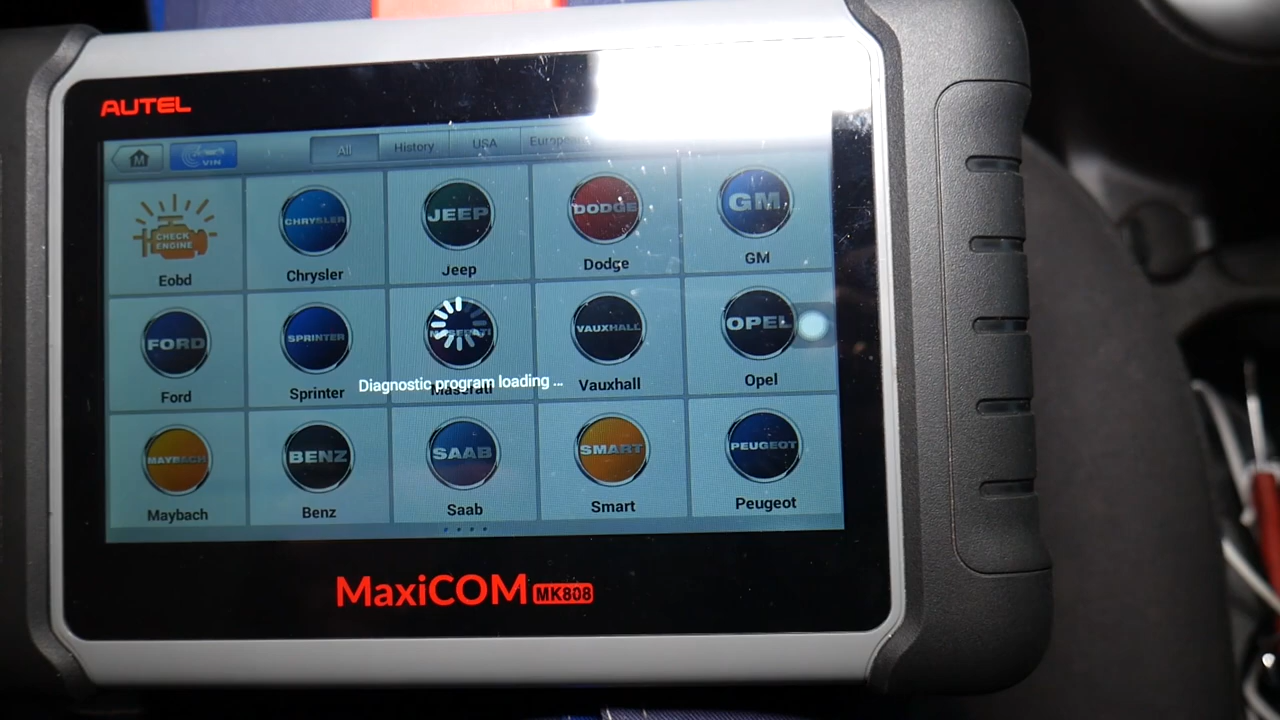 AUTEL
M VIN All History USA
CHECK ENGINE CHRYSLER JEEP DODGE GM
Eobd Chrysler Jeep Dodge GM
FORD SPRINTER VAUXHALL OPEL
Diagnostic program loading ...
Ford Sprinter Maserati Vauxhall Opel
MAYBACH BENZ SAAB SMART PEUGEOT
Maybach Benz Saab Smart Peugeot
MaxiCOM MK808